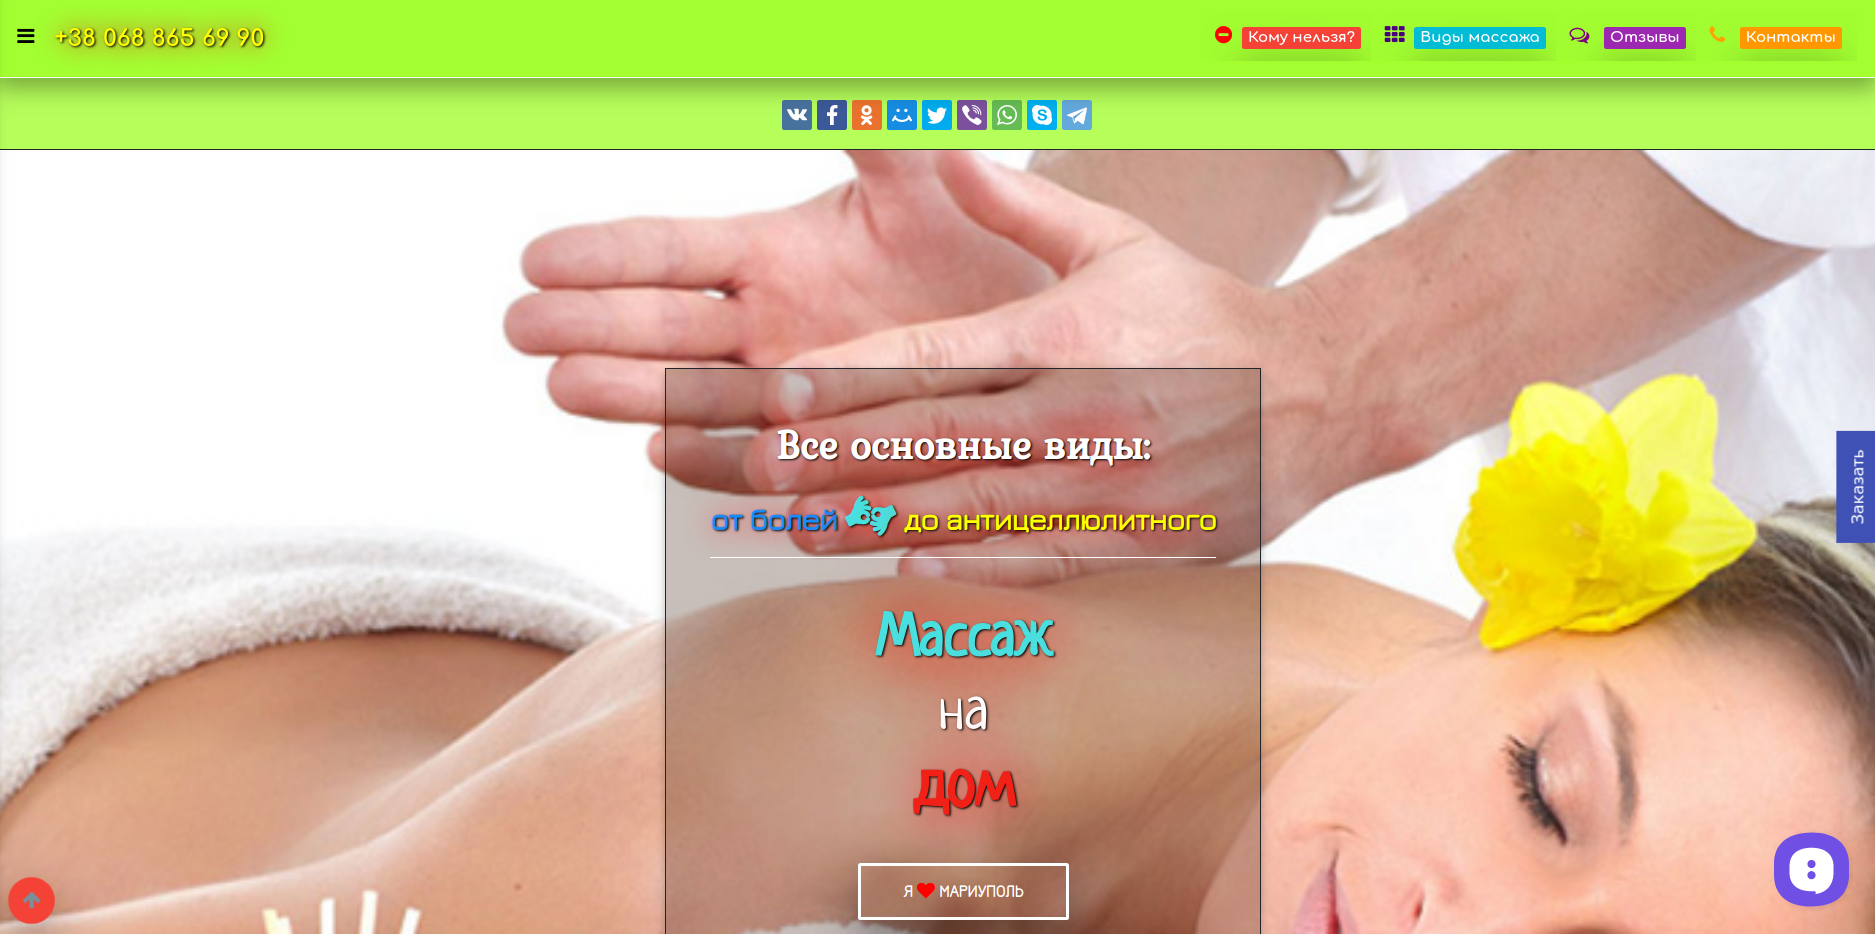 +38 068 865 69 90
Кому нельзя?
Виды массажа
Отзывы
Контакты
Все основные виды:
от болей до антицеллюлитного
Заказать
Массаж
на
дом
Я МАРИУПОЛЬ